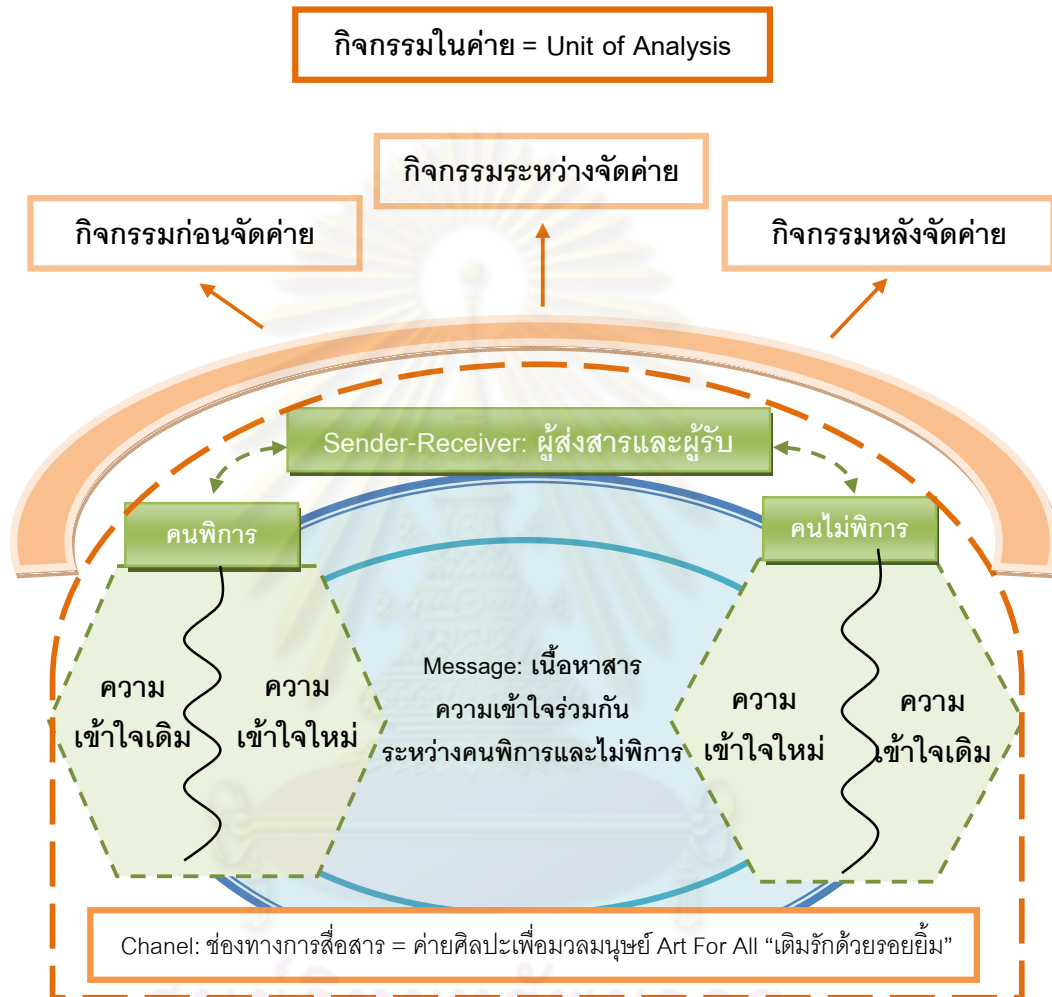 กิจกรรมในค่าย = Unit of Analysis
กิจกรรมระหว่างจัดค่าย
กิจกรรมก่อนจัดค่าย
กิจกรรมหลังจัดค่าย
Sender-Receiver: ผู้ส่งสารและผู้รับ
คนพิการ
คนไม่พิการ
ความ
เข้าใจเดิม
ความ
เข้าใจใหม่
Message: เนื้อหาสาร
ความเข้าใจร่วมกัน
ระหว่างคนพิการและไม่พิการ
ความ
เข้าใจใหม่
ความ
เข้าใจเดิม
Chanel: ช่องทางการสื่อสาร = ค่ายศิลปะเพื่อมวลมนุษย์ Art For All “เติมรักด้วยรอยยิ้ม”